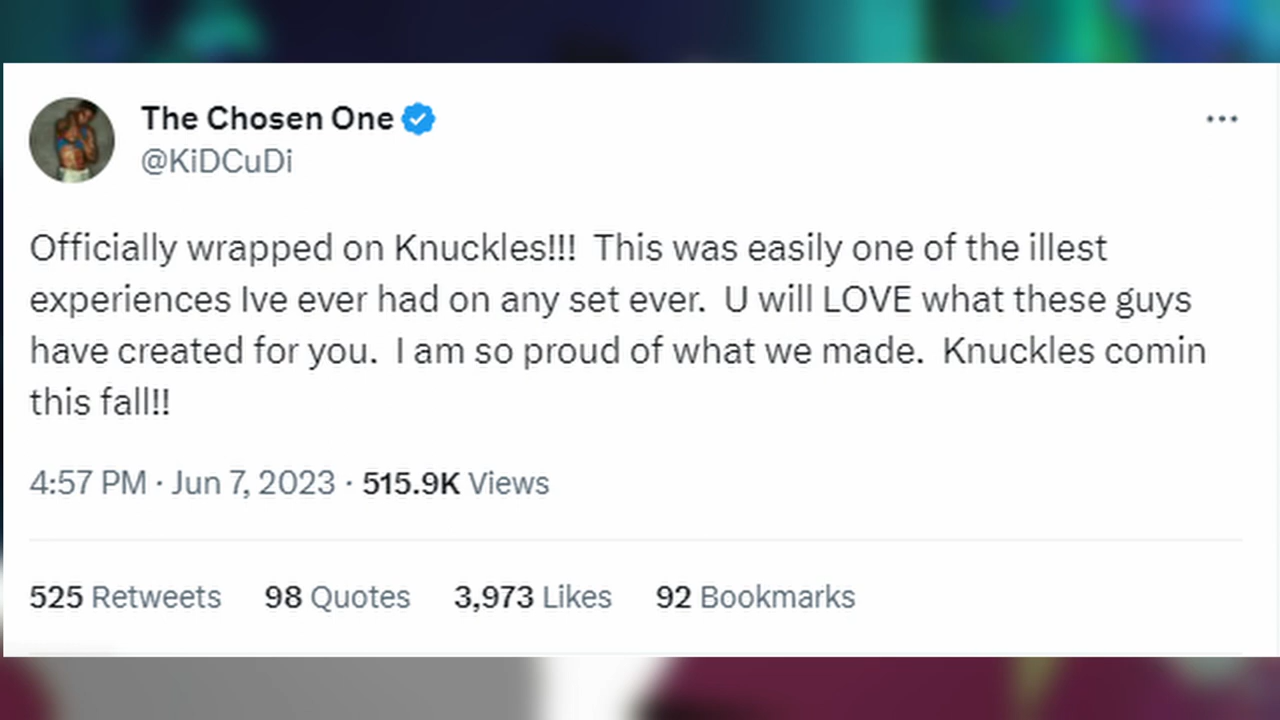 The Chosen One
@KiDCuDi
Officially wrapped on Knuckles!!!  This was easily one of the illest
experiences Ive ever had on any set ever.  U will LOVE what these guys
have created for you.  I am so proud of what we made.  Knuckles comin
this fall!!
4:57 PM · Jun 7, 2023 · 515.9K Views
525 Retweets 98 Quotes 3,973 Likes 92 Bookmarks